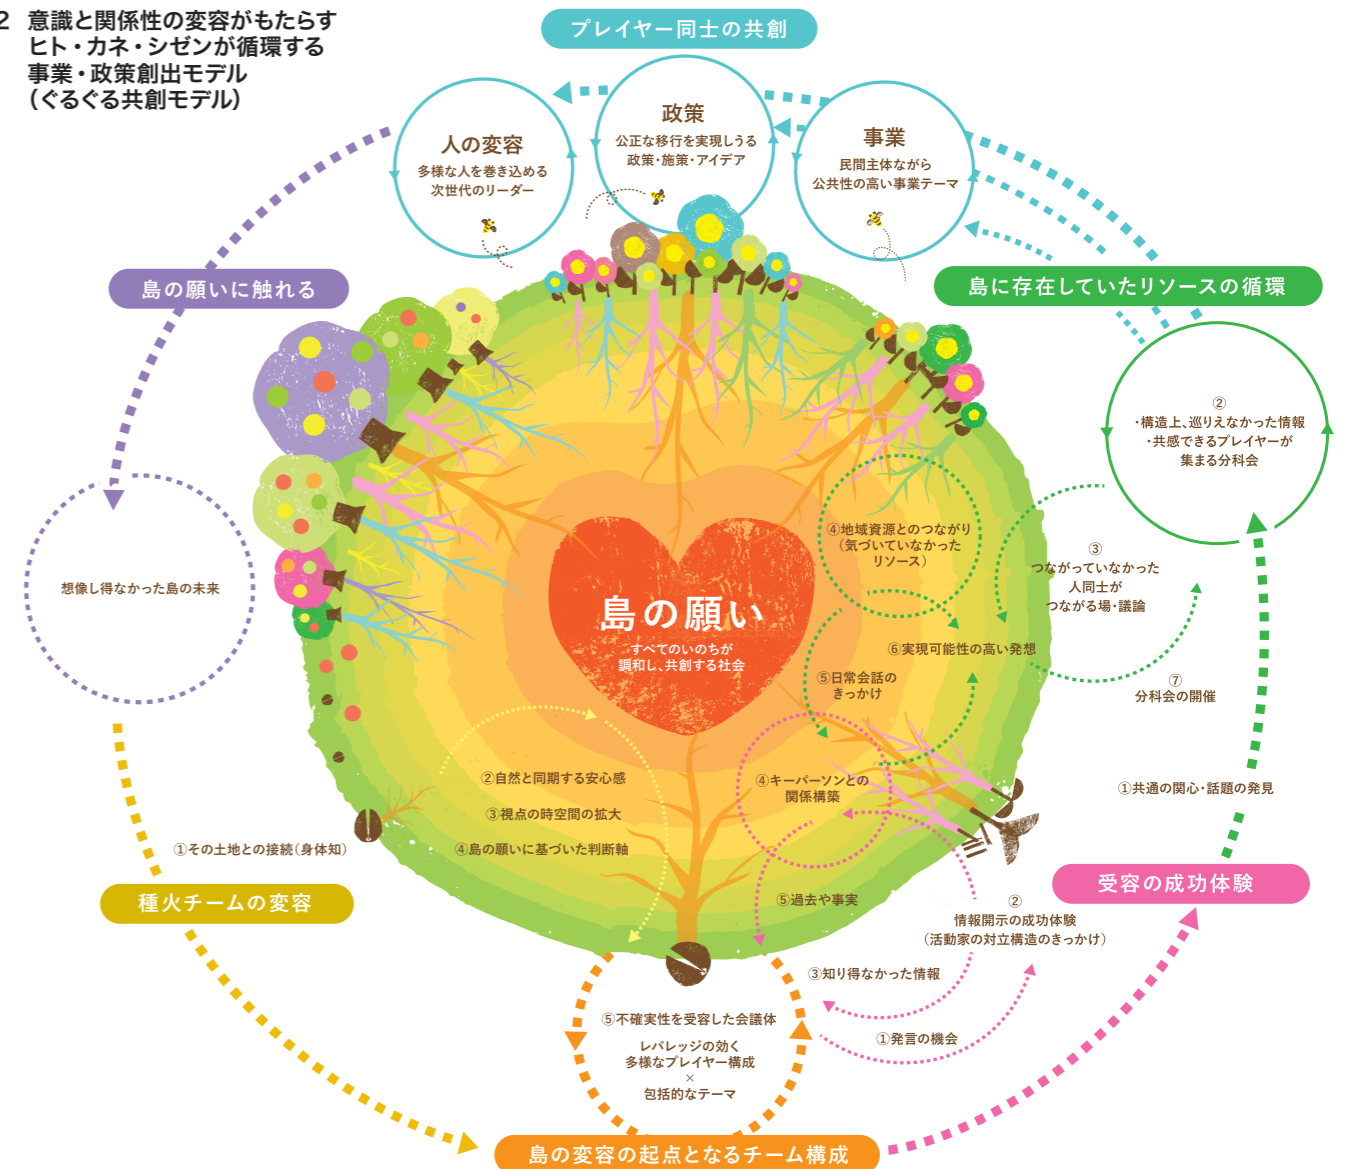 2 意識と関係性の変容がもたらす
ヒト・カネ・シゼンが循環する
事業・政策創出モデル
（ぐるぐる共創モデル）
プレイヤー同士の共創
人の変容
多様な人を巻き込める
次世代のリーダー
政策
公正な移行を実現しうる
政策・施策・アイデア
事業
民間主体ながら
公共性の高い事業テーマ
島の願いに触れる
島に存在していたリソースの循環
②
・構造上、巡りえなかった情報
・共感できるプレイヤーが
集まる分科会
想像し得なかった島の未来
④地域資源とのつながり
（気づいていなかった
リソース）
③
つながっていなかった
人同士が
つながる場・議論
島の願い
すべてのいのちが
調和し、共創する社会
⑥実現可能性の高い発想
⑤日常会話の
きっかけ
⑦
分科会の開催
②自然と同期する安心感
③視点の時空間の拡大
④島の願いに基づいた判断軸
④キーパーソンとの
関係構築
①共通の関心・話題の発見
①その土地との接続（身体知）
種火チームの変容
受容の成功体験
⑤過去や事実
②
情報開示の成功体験
（活動家の対立構造のきっかけ）
③知り得なかった情報
①発言の機会
⑤不確実性を受容した会議体
レバレッジの効く
多様なプレイヤー構成
×
包括的なテーマ
島の変容の起点となるチーム構成